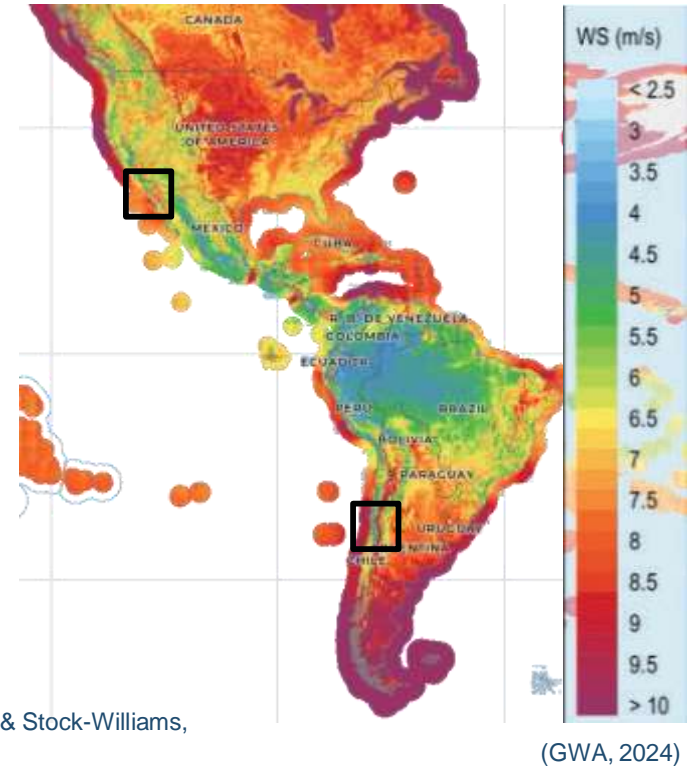 WS (m/s)
CANADA
< 2.5
3
UNITED STATES
OF AMERICA
3.5
4
MEXICO
4.5
CUBA
5
R. B. DE VENEZUELA
COLOMBIA
5.5
ECUADOR
6
PERU
BRAZIL
6.5
BOLIVIA
7
PARAGUAY
7.5
URUGUAY
8
ENTINA
CHILE
8.5
9
9.5
> 10
& Stock-Williams,
(GWA, 2024)